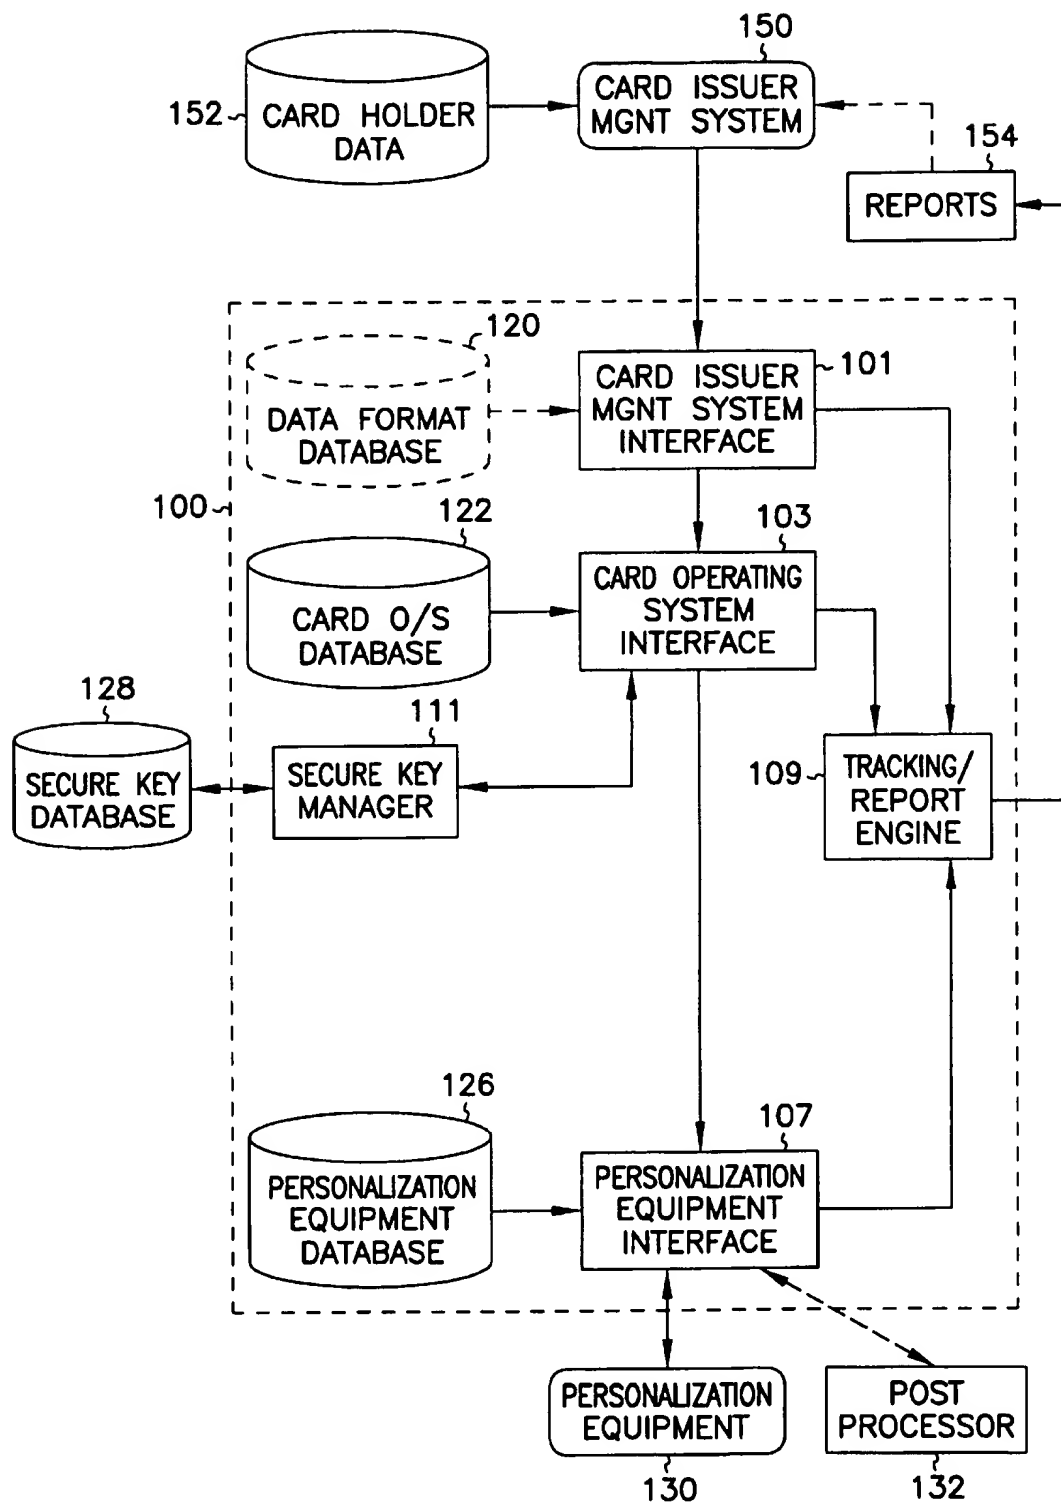 150
CARD HOLDER
DATA
152
CARD ISSUER
MGNT SYSTEM
154
REPORTS
120
DATA FORMAT
DATABASE
CARD ISSUER
MGNT SYSTEM
INTERFACE
101
100
122
CARD O/S
DATABASE
103
CARD OPERATING
SYSTEM
INTERFACE
128
SECURE KEY
DATABASE
111
SECURE KEY
MANAGER
109
TRACKING/
REPORT
ENGINE
126
PERSONALIZATION
EQUIPMENT
DATABASE
107
PERSONALIZATION
EQUIPMENT
INTERFACE
PERSONALIZATION
EQUIPMENT
130
POST
PROCESSOR
132